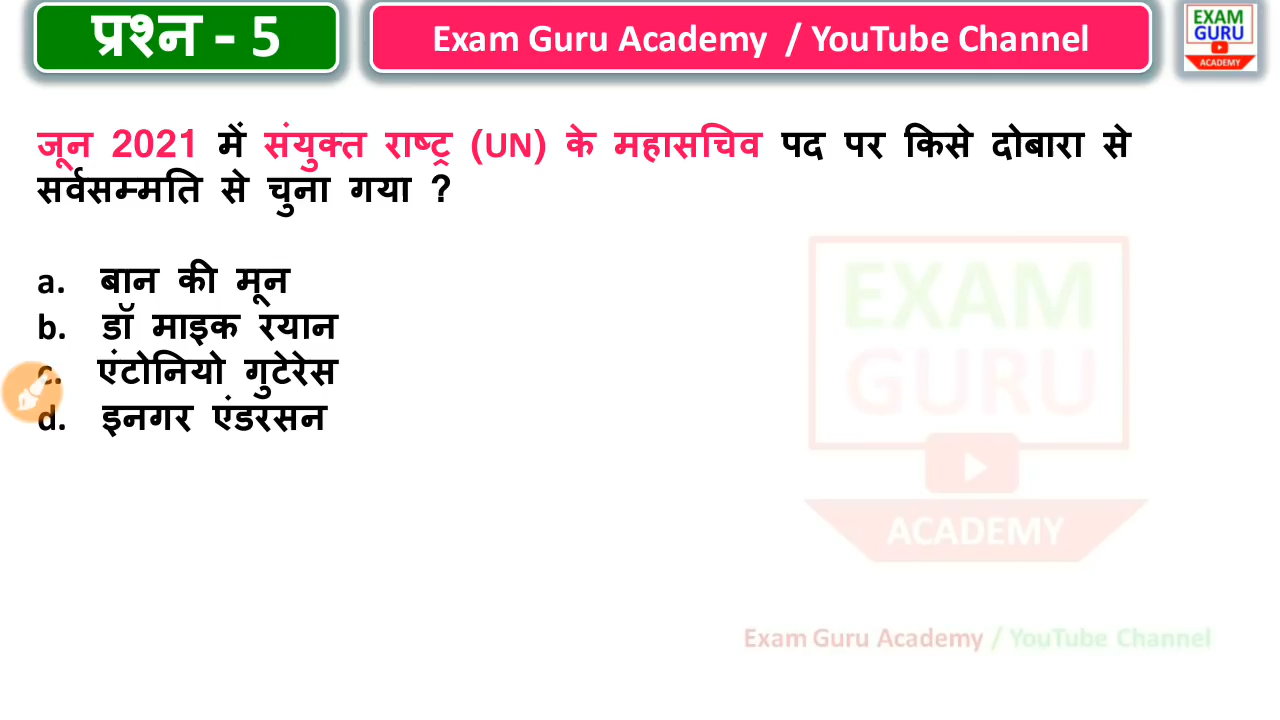 प्रश्न - 5
Exam Guru Academy / YouTube Channel
EXAM
GURU
ACADEMY
जून 2021 में संयुक्त राष्ट्र (UN) के महासचिव पद पर किसे दोबारा से
सर्वसम्मति से चुना गया ?
a. बान की मून
b. डॉ माइक रयान
c. एंटोनियो गुटेरेस
d. इनगर एंडरसन
EXAM
GURU
ACADEMY
Exam Guru Academy / YouTube Channel